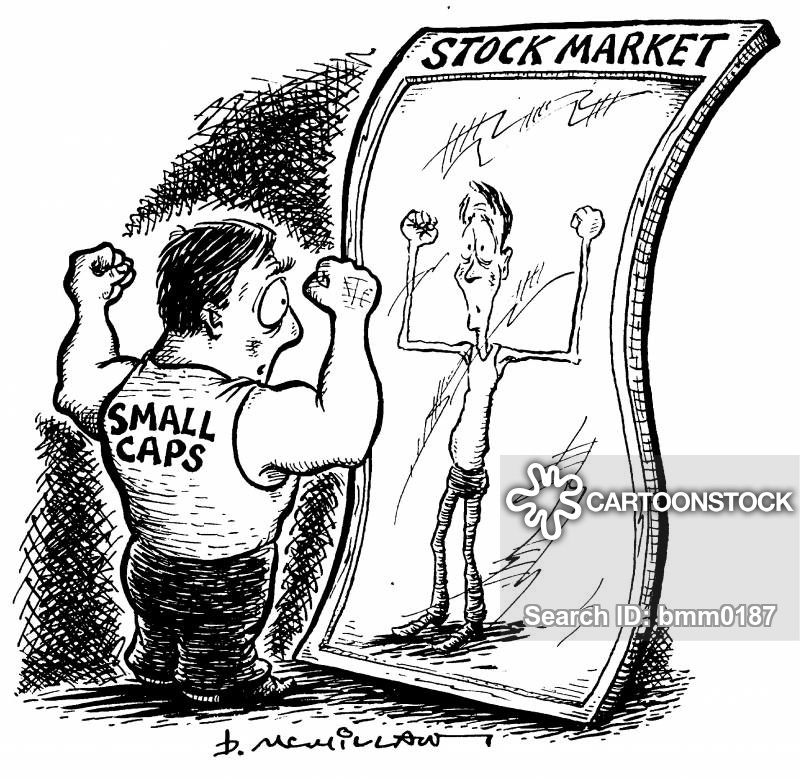 STOCK MARKET
SMALL
CAPS
CARTOONSTOCK
Search ID: bmm0187
D. McMILLAN